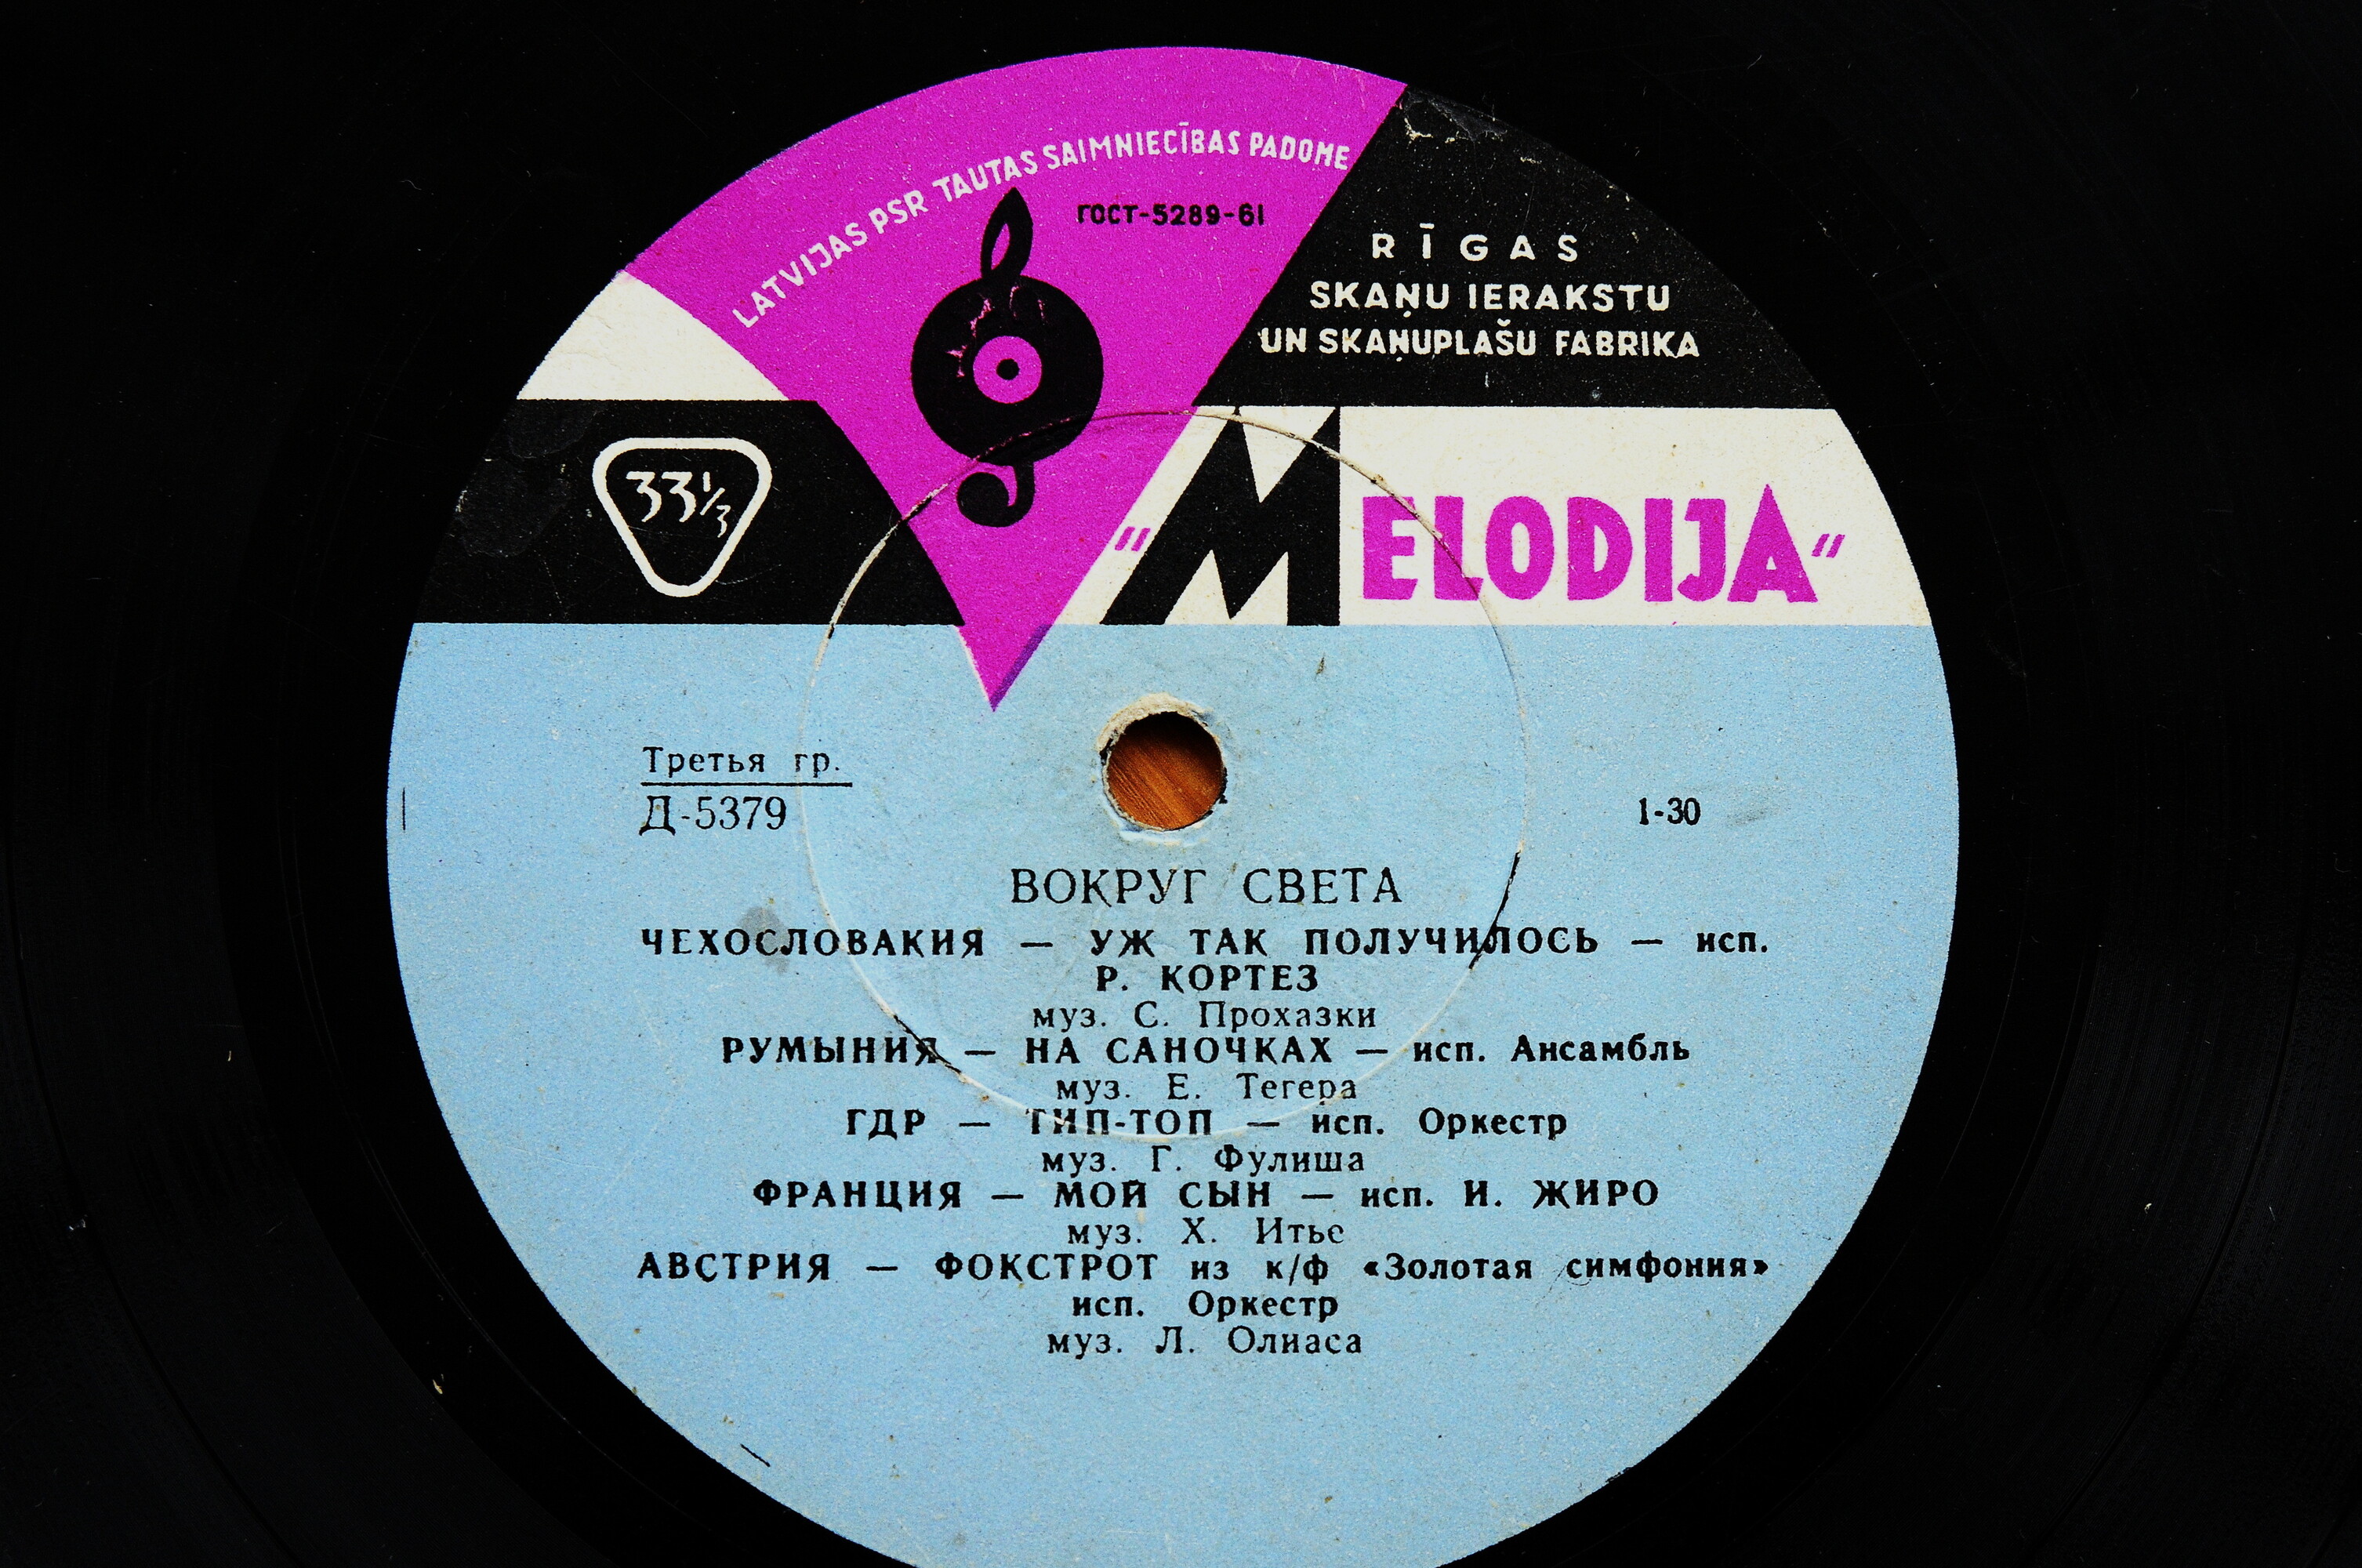 LATVIJAS PSR TAUTAS SAIMNIECĪBAS PADOME
ГОСТ-5289-61
RĪGAS
SKAŅU IERAKSTU
UN SKAŅUPLAŠU FABRIKA
33⅓
"MELODIJA"
Третья гр.
Д-5379
1-30
ВОКРУГ СВЕТА
ЧЕХОСЛОВАКИЯ — УЖ ТАК ПОЛУЧИЛОСЬ — исп.
Р. КОРТЕЗ
муз. С. Прохазки
РУМЫНИЯ — НА САНОЧКАХ — исп. Ансамбль
муз. Е. Тегера
ГДР — ТИП-ТОП — исп. Оркестр
муз. Г. Фулиша
ФРАНЦИЯ — МОЙ СЫН — исп. И. ЖИРО
муз. Х. Итье
АВСТРИЯ — ФОКСТРОТ из к/ф «Золотая симфония»
исп. Оркестр
муз. Л. Олиаса